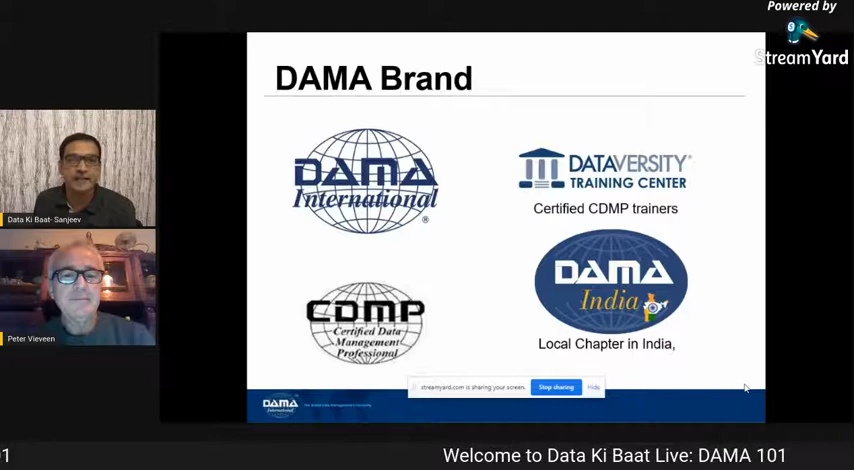 Powered by
StreamYard
DAMA Brand
DAMA
International
®
DATAVERSITY®
TRAINING CENTER
Certified CDMP trainers
CDMP
Certified Data
Management
Professional
DAMA
India
Local Chapter in India,
Data Ki Baat- Sanjeev
Peter Vieveen
streamyard.com is sharing your screen.
Stop sharing
Hide
DAMA
International
01
Welcome to Data Ki Baat Live: DAMA 101